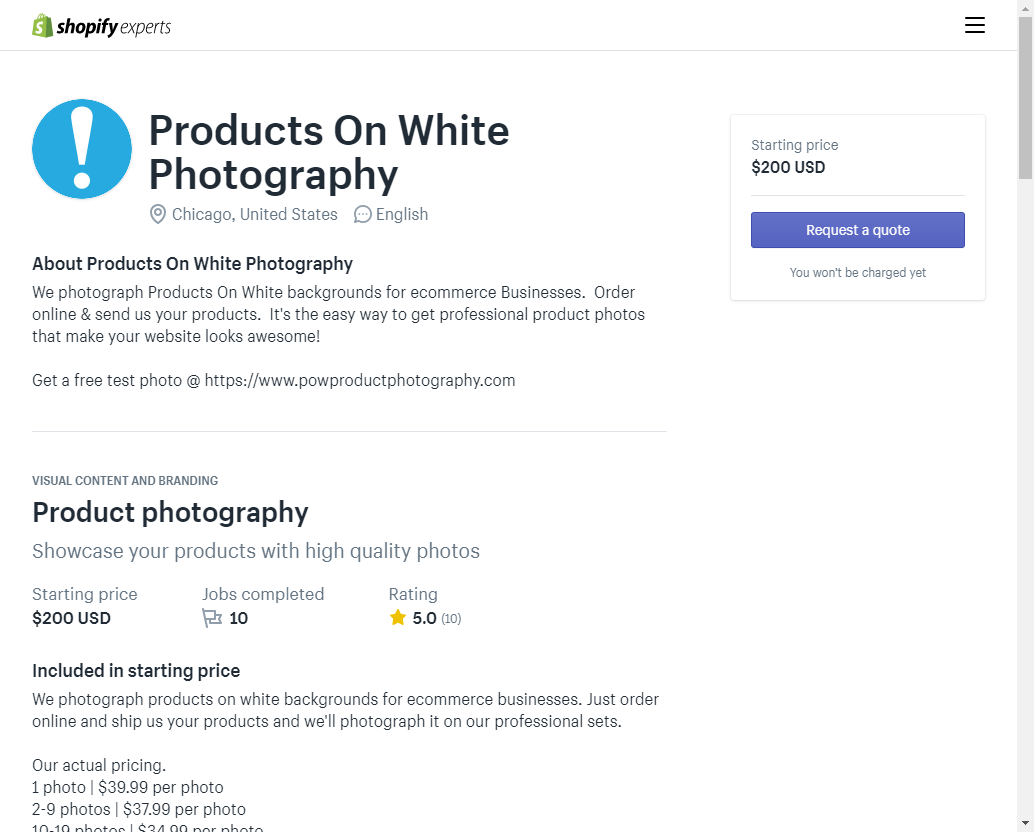 shopify experts
Products On White
Photography
Chicago, United States English
Starting price
$200 USD
Request a quote
You won't be charged yet
About Products On White Photography
We photograph Products On White backgrounds for ecommerce Businesses.  Order
online & send us your products.  It's the easy way to get professional product photos
that make your website looks awesome!
Get a free test photo @ https://www.powproductphotography.com
VISUAL CONTENT AND BRANDING
Product photography
Showcase your products with high quality photos
Starting price Jobs completed Rating
$200 USD 10 5.0 (10)
Included in starting price
We photograph products on white backgrounds for ecommerce businesses. Just order
online and ship us your products and we'll photograph it on our professional sets.
Our actual pricing.
1 photo | $39.99 per photo
2-9 photos | $37.99 per photo
10-19 photos | $34.99 per photo